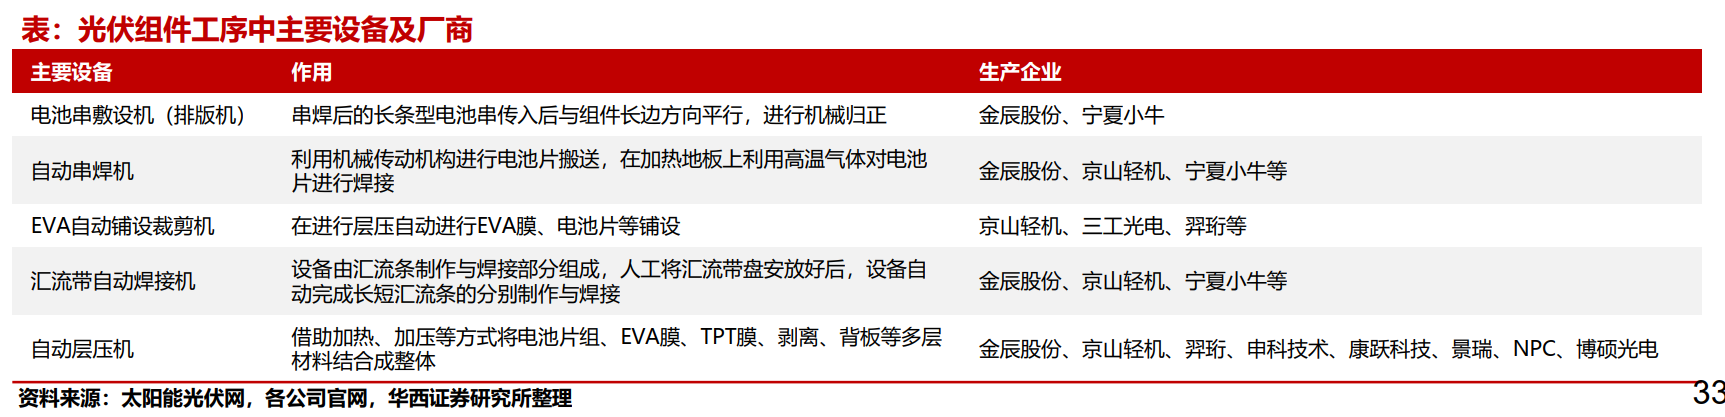 表：光伏组件工序中主要设备及厂商
主要设备 作用 生产企业
电池串敷设机（排版机） 串焊后的长条型电池串传入后与组件长边方向平行，进行机械归正 金辰股份、宁夏小牛
自动串焊机 利用机械传动机构进行电池片搬送，在加热地板上利用高温气体对电池
片进行焊接 金辰股份、京山轻机、宁夏小牛等
EVA自动铺设裁剪机 在进行层压自动进行EVA膜、电池片等铺设 京山轻机、三工光电、羿珩等
汇流带自动焊接机 设备由汇流条制作与焊接部分组成，人工将汇流带盘安放好后，设备自
动完成长短汇流条的分别制作与焊接 金辰股份、京山轻机、宁夏小牛等
自动层压机 借助加热、加压等方式将电池片组、EVA膜、TPT膜、剥离、背板等多层
材料结合成整体 金辰股份、京山轻机、羿珩、申科技术、康跃科技、景瑞、NPC、博硕光电
资料来源：太阳能光伏网，各公司官网，华西证券研究所整理
33